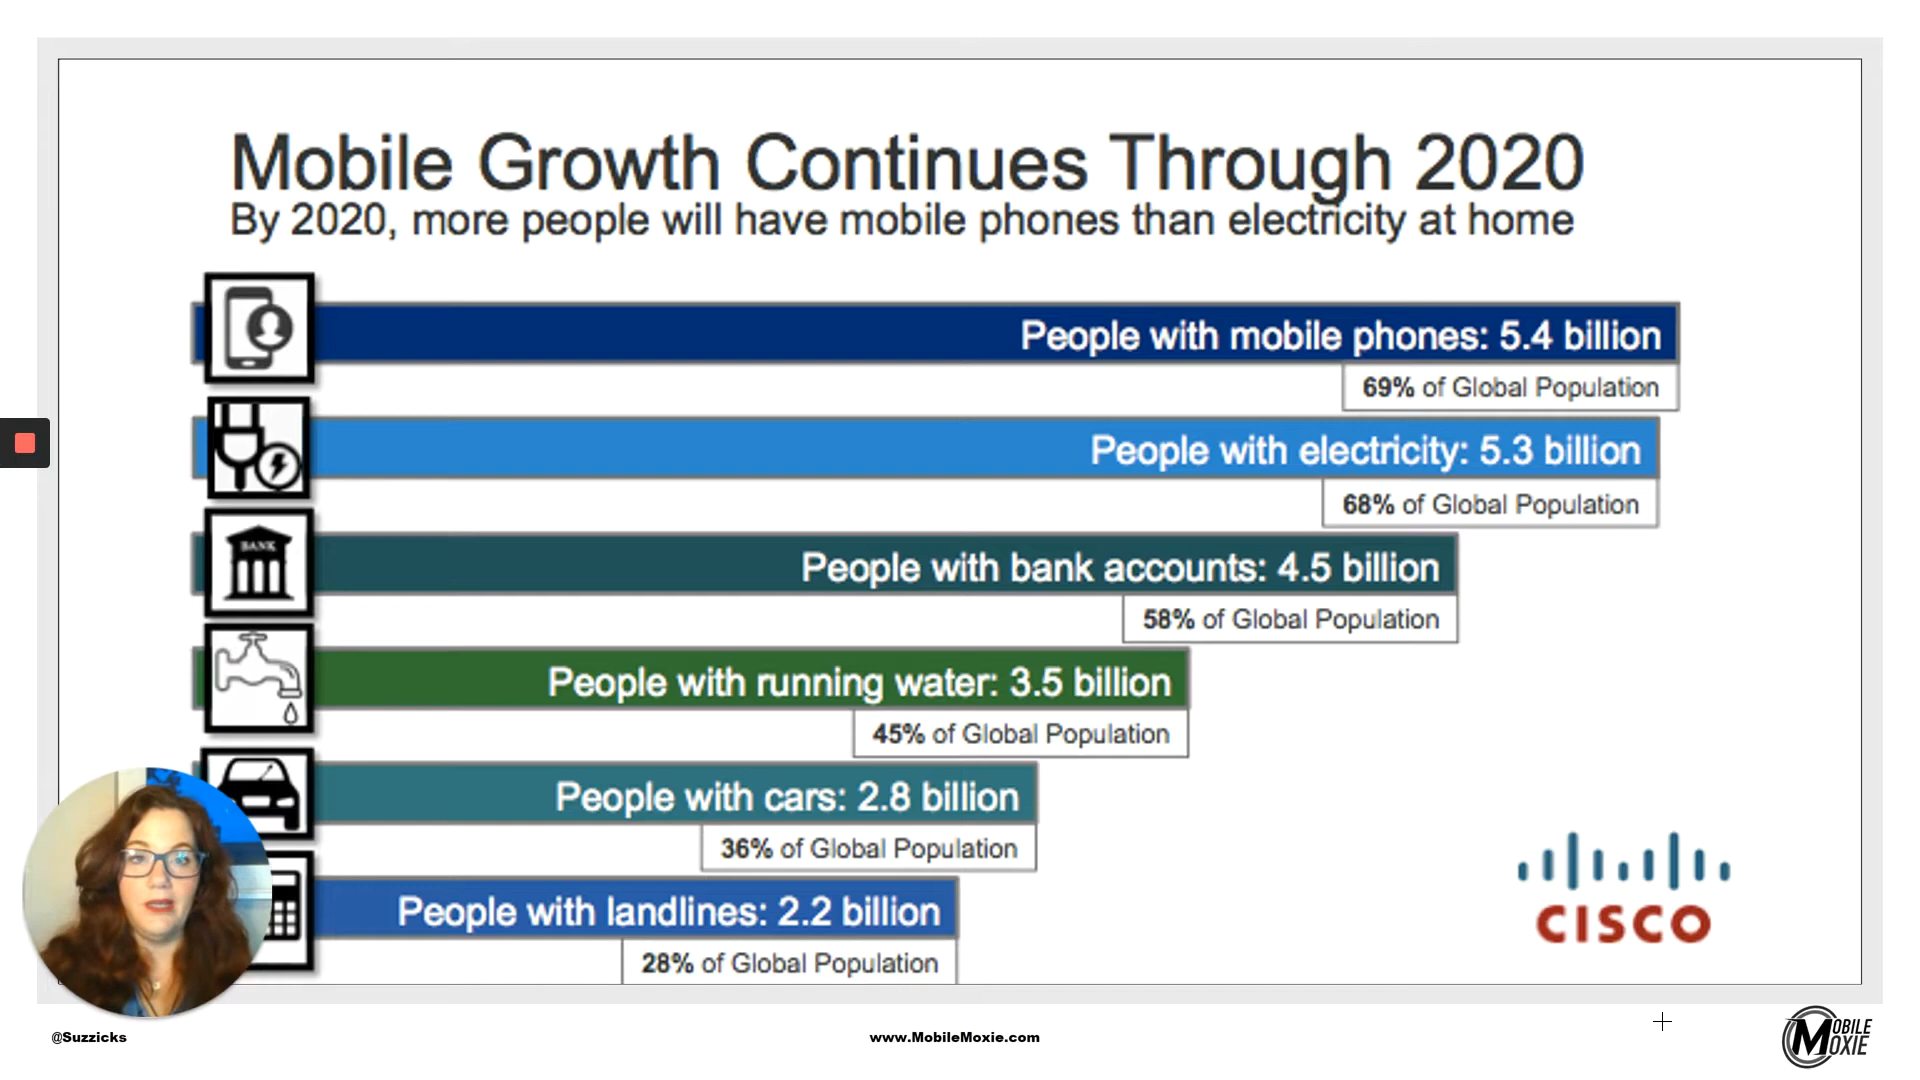 Mobile Growth Continues Through 2020
By 2020, more people will have mobile phones than electricity at home
People with mobile phones: 5.4 billion
69% of Global Population
People with electricity: 5.3 billion
68% of Global Population
BANK
People with bank accounts: 4.5 billion
58% of Global Population
People with running water: 3.5 billion
45% of Global Population
People with cars: 2.8 billion
36% of Global Population
People with landlines: 2.2 billion
28% of Global Population
CISCO
@Suzzicks
www.MobileMoxie.com
MOBILE
MOXIE